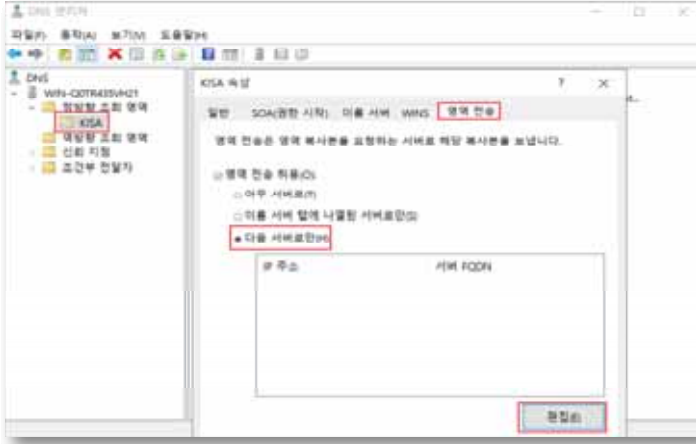 DNS 관리자
파일(F) 동작(A) 보기(V) 도움말(H)
DNS
WIN-C0TR435VH21
정방향 조회 영역
KISA
역방향 조회 영역
신뢰 지점
조건부 전달자
KISA 속성
일반 SOA(권한 시작) 이름 서버 WINS 영역 전송
영역 전송은 영역 복사본을 요청하는 서버로 해당 복사본을 보냅니다.
영역 전송 허용(O)
아무 서버로(T)
이름 서버 탭에 나열된 서버로만(S)
다음 서버로만(H)
IP 주소 서버 FQDN
편집(E)